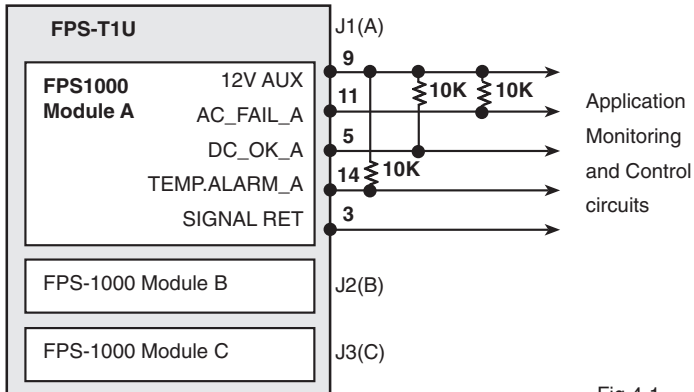 FPS-T1U
J1(A)
FPS1000
Module A
12V AUX
9
AC_FAIL_A
11
DC_OK_A
5
TEMP.ALARM_A
14
SIGNAL RET
3
10K
10K
10K
Application
Monitoring
and Control
circuits
FPS-1000 Module B
J2(B)
FPS-1000 Module C
J3(C)
Fig 4-1